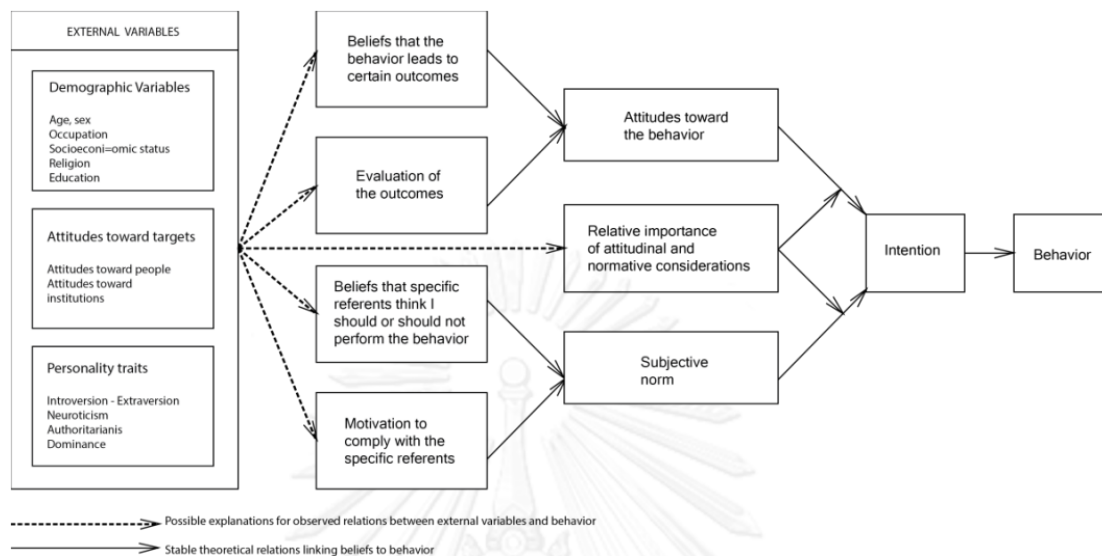 EXTERNAL VARIABLES
Demographic Variables
Age, sex
Occupation
Socioeconi=omic status
Religion
Education
Attitudes toward targets
Attitudes toward people
Attitudes toward
institutions
Personality traits
Introversion - Extraversion
Neuroticism
Authoritarianis
Dominance
Beliefs that the
behavior leads to
certain outcomes
Evaluation of
the outcomes
Beliefs that specific
referents think I
should or should not
perform the behavior
Motivation to
comply with the
specific referents
Attitudes toward
the behavior
Relative importance
of attitudinal and
normative considerations
Subjective
norm
Intention
Behavior
Possible explanations for observed relations between external variables and behavior
Stable theoretical relations linking beliefs to behavior